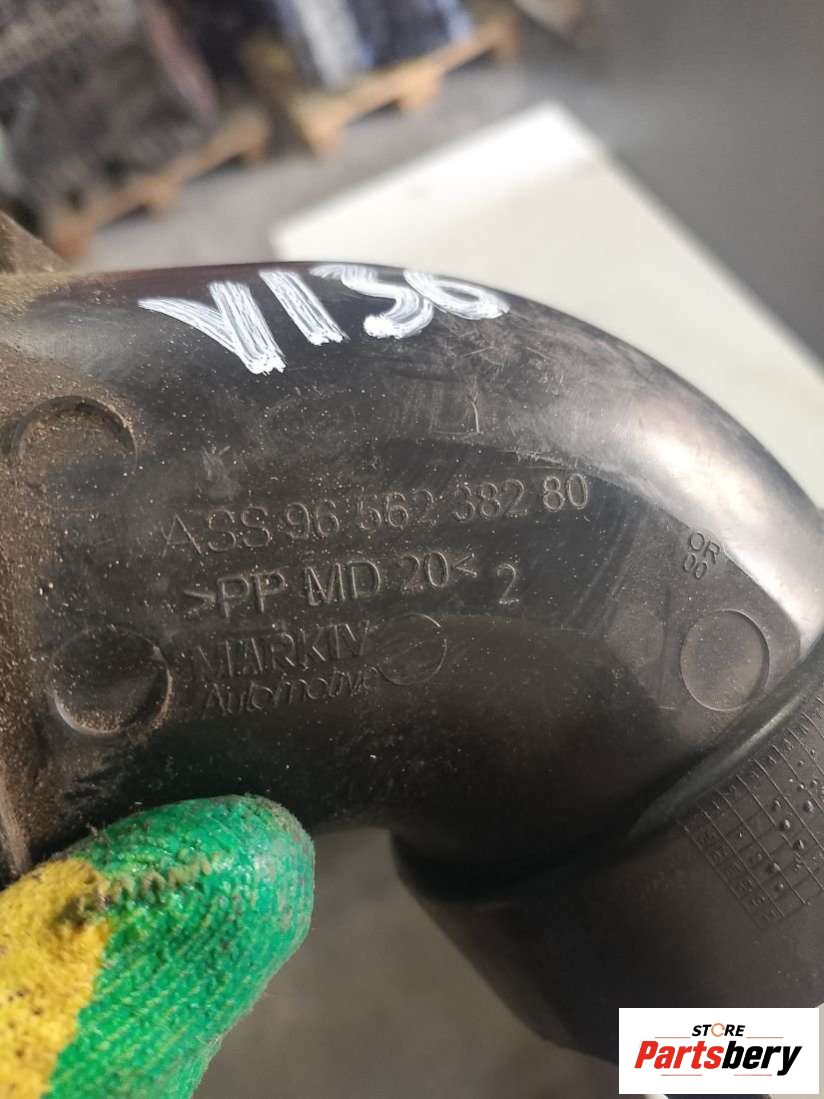 V136
ASS 96 562 382 80
>PP MD 20< 2
MARKIV
Automotive
OR
00
STORE
Partsbery